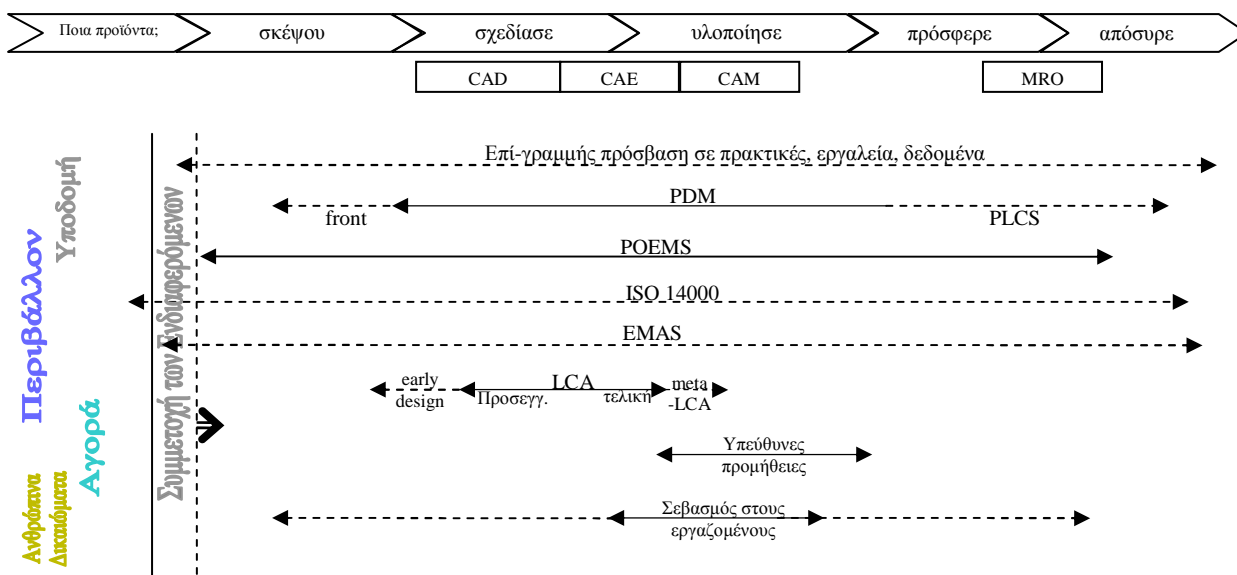 Ποια προϊόντα;
σκέψου
σχεδίασε
υλοποίησε
πρόσφερε
απόσυρε
CAD
CAE
CAM
MRO
Υποδομή
Περιβάλλον
Αγορά
Ανθρώπινα
Δικαιώματα
Συμμετοχή των Ενδιαφερόμενων
Επί-γραμμής πρόσβαση σε πρακτικές, εργαλεία, δεδομένα
PDM
front
PLCS
POEMS
ISO 14000
EMAS
early
design
LCA
Προσεγγ.
τελική
meta
-LCA
Υπεύθυνες
προμήθειες
Σεβασμός στους
εργαζομένους